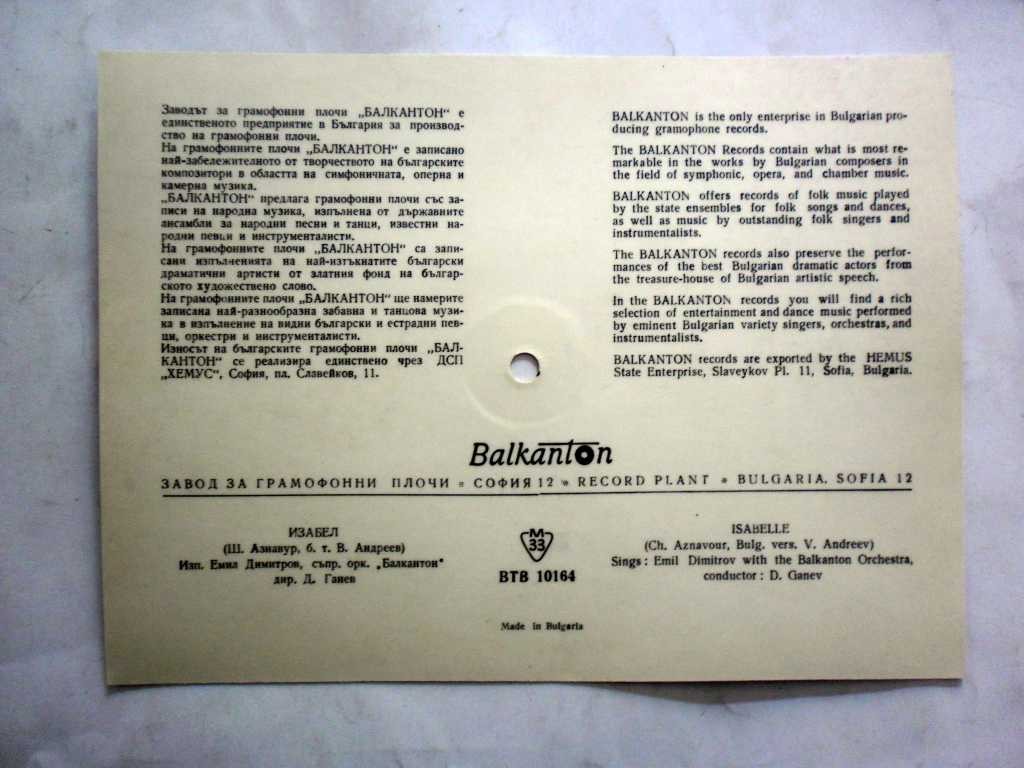 Заводът за грамофонни плочи „БАЛКАНТОН“ е
единственото предприятие в България за производ-
ство на грамофонни плочи.
На грамофонните плочи „БАЛКАНТОН“ е записано
най-забележителното от творчеството на българските
композитори в областта на симфоничната, оперна и
камерна музика.
„БАЛКАНТОН“ предлага грамофонни плочи със за-
писи на народна музика, изпълнена от държавните
ансамбли за народни песни и танци, известни на-
родни певци и инструменталисти.
На грамофонните плочи „БАЛКАНТОН“ са запи-
сани изпълненията на най-изтъкнатите български
драматични артисти от златния фонд на българ-
ското художествено слово.
На грамофонните плочи „БАЛКАНТОН“ ще намерите
записана най-разнообразна забавна и танцова музи-
ка в изпълнение на видни български и естрадни пев-
ци, оркестри и инструменталисти.
Износът на българските грамофонни плочи „БАЛ-
КАНТОН“ се реализира единствено чрез ДСП
„ХЕМУС“, София, пл. Славейков, 11.
BALKANTON is the only enterprise in Bulgarian pro-
ducing gramophone records.
The BALKANTON Records contain what is most re-
markable in the works by Bulgarian composers in
the field of symphonic, opera, and chamber music.
BALKANTON offers records of folk music played
by the state ensembles for folk songs and dances,
as well as music by outstanding folk singers and
instrumentalists.
The BALKANTON records also preserve the perfor-
mances of the best Bulgarian dramatic actors from
the treasure-house of Bulgarian artistic speech.
In the BALKANTON records you will find a rich
selection of entertainment and dance music performed
by eminent Bulgarian variety singers, orchestras, and
instrumentalists.
BALKANTON records are exported by the HEMUS
State Enterprise, Slaveykov Pl. 11, Sofia, Bulgaria.
Balkanton
ЗАВОД ЗА ГРАМОФОННИ ПЛОЧИ * СОФИЯ 12 * RECORD PLANT * BULGARIA. SOFIA 12
ИЗАБЕЛ
(Ш. Азнавур, б. т. В. Андреев)
Изп. Емил Димитров, съпр. орк. „Балкантон“
дир. Д. Ганев
М
33
ВТВ 10164
ISABELLE
(Ch. Aznavour, Bulg. vers. V. Andreev)
Sings : Emil Dimitrov with the Balkanton Orchestra,
conductor : D. Ganev
Made in Bulgaria